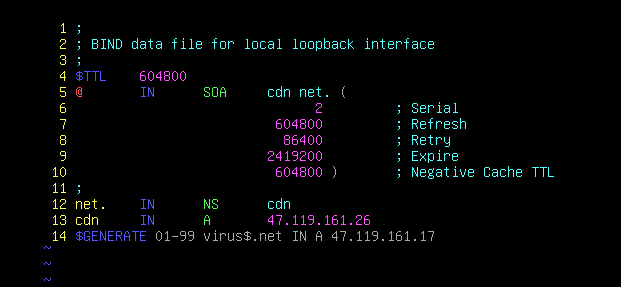 1 ;
2 ; BIND data file for local loopback interface
3 ;
4 $TTL    604800
5 @       IN      SOA     cdn net. (
6                               2         ; Serial
7                          604800         ; Refresh
8                           86400         ; Retry
9                         2419200         ; Expire
10                         604800 )       ; Negative Cache TTL
11 ;
12 net.    IN      NS      cdn
13 cdn     IN      A       47.119.161.26
14 $GENERATE 01-99 virus$.net IN A 47.119.161.17
~
~
~